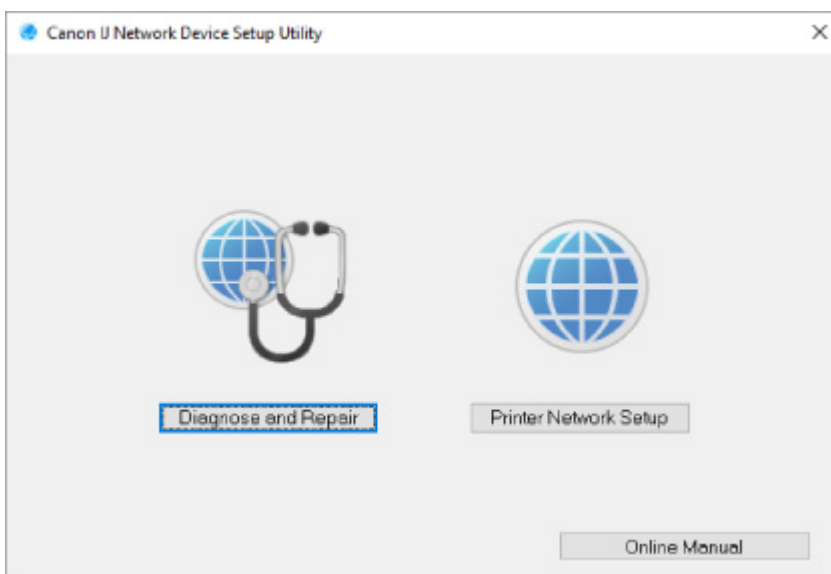 Canon IJ Network Device Setup Utility
Diagnose and Repair
Printer Network Setup
Online Manual